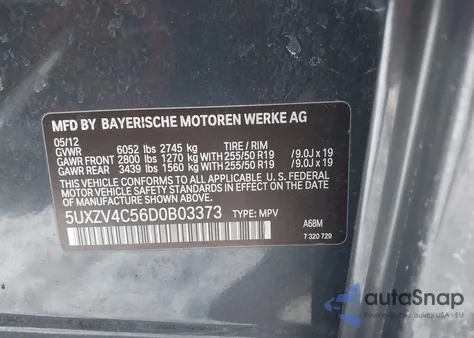 MFD BY BAYERISCHE MOTOREN WERKE AG
05/12
GVWR 6052 lbs 2745 kg TIRE / RIM
GAWR FRONT 2800 lbs 1270 kg WITH 255/50 R19 /9.0J x 19
GAWR REAR 3439 lbs 1560 kg WITH 255/50 R19 /9.0J x 19
THIS VEHICLE CONFORMS TO ALL APPLICABLE U.S. FEDERAL
MOTOR VEHICLE SAFETY STANDARDS IN EFFECT ON THE DATE
OF MANUFACTURE SHOWN ABOVE.
5UXZV4C56D0B03373 TYPE: MPV
A68M
7 320 729
autoSnap
USA | EU